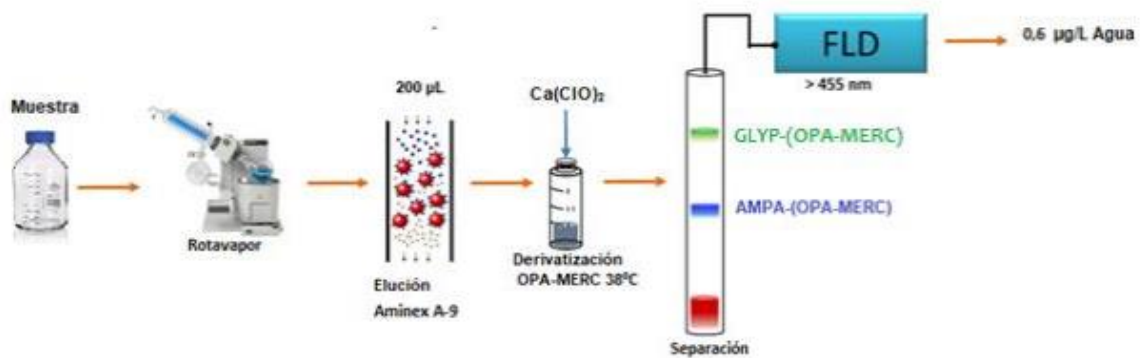 Muestra
Rotavapor
200 µL
Elución
Aminex A-9
Ca(ClO)₂
Derivatización
OPA-MERC 38ºC
FLD
> 455 nm
0,6 µg/L Agua
GLYP-(OPA-MERC)
AMPA-(OPA-MERC)
Separación